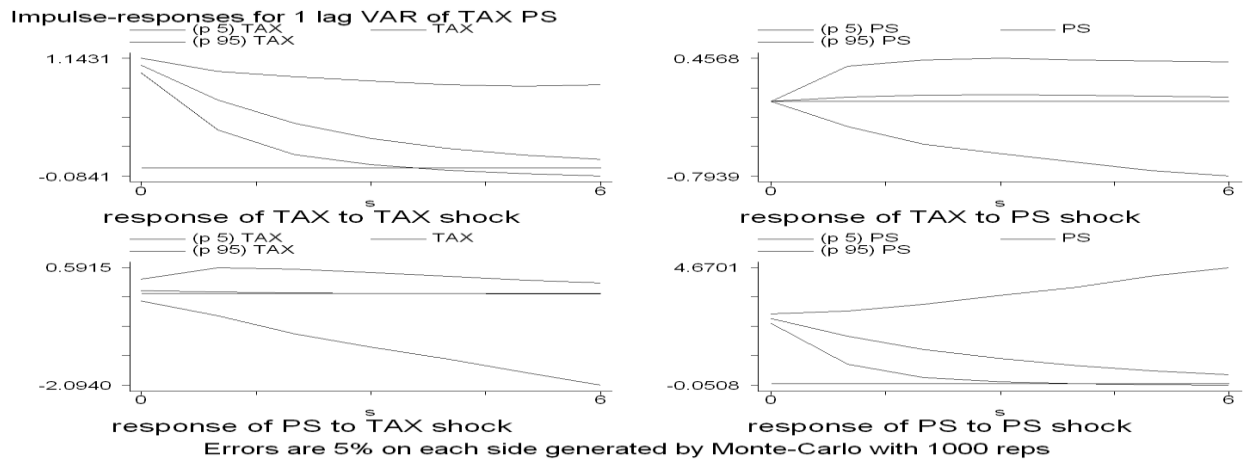 Impulse-responses for 1 lag VAR of TAX PS
(p 5) TAX TAX
(p 95) TAX
1.1431
-0.0841
0 s 6
response of TAX to TAX shock
(p 5) PS PS
(p 95) PS
0.4568
-0.7939
0 s 6
response of TAX to PS shock
(p 5) TAX TAX
(p 95) TAX
0.5915
-2.0940
0 s 6
response of PS to TAX shock
(p 5) PS PS
(p 95) PS
4.6701
-0.0508
0 s 6
response of PS to PS shock
Errors are 5% on each side generated by Monte-Carlo with 1000 reps